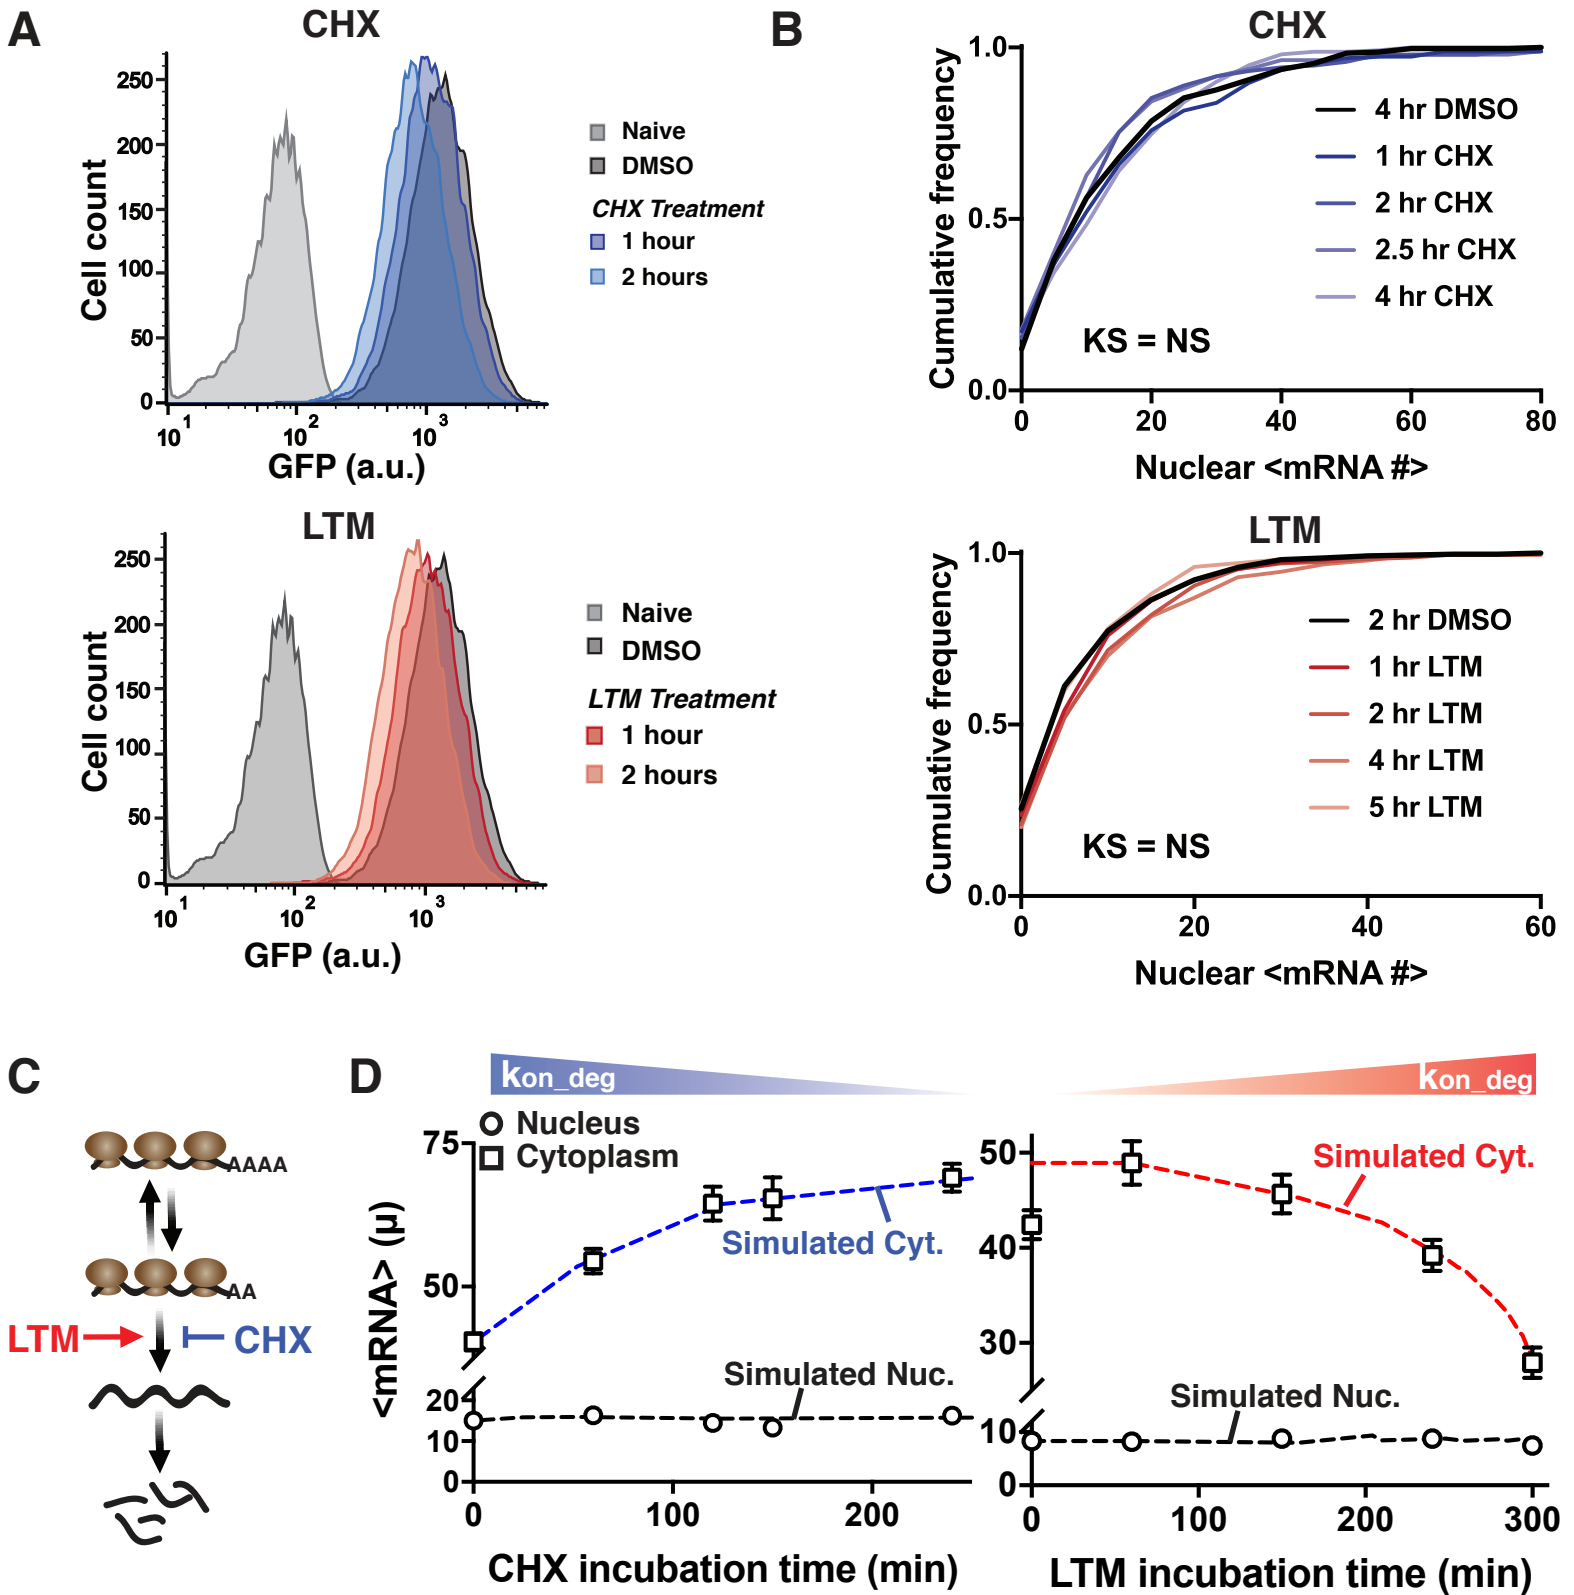 A
CHX
250
200
150
100
50
0
10 1
10 2
10 3
Cell count
GFP (a.u.)
Naive
DMSO
CHX Treatment
1 hour
2 hours
B
CHX
1.0
0.5
0.0
0
20
40
60
80
Cumulative frequency
Nuclear <mRNA #>
4 hr DMSO
1 hr CHX
2 hr CHX
2.5 hr CHX
4 hr CHX
KS = NS
LTM
250
200
150
100
50
0
10 1
10 2
10 3
Cell count
GFP (a.u.)
Naive
DMSO
LTM Treatment
1 hour
2 hours
LTM
1.0
0.5
0.0
0
20
40
60
Cumulative frequency
Nuclear <mRNA #>
2 hr DMSO
1 hr LTM
2 hr LTM
4 hr LTM
5 hr LTM
KS = NS
C
AAAA
AA
LTM
CHX
D
kon_deg
Nucleus
Cytoplasm
75
50
20
10
0
<mRNA> (µ)
Simulated Cyt.
Simulated Nuc.
0
100
200
CHX incubation time (min)
kon_deg
50
40
30
10
0
Simulated Cyt.
Simulated Nuc.
0
100
200
300
LTM incubation time (min)